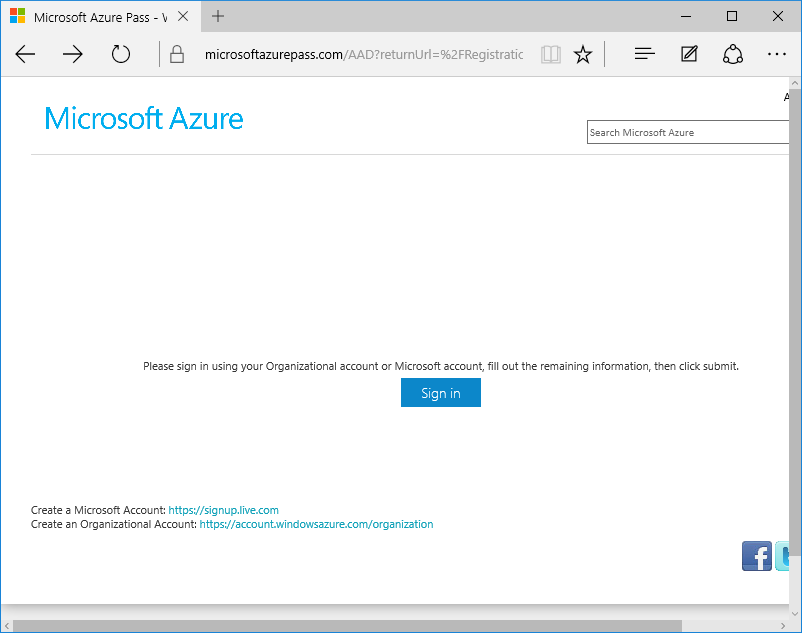 Microsoft Azure Pass - W
microsoftazurepass.com/AAD?returnUrl=%2FRegistratic
A
Microsoft Azure
Search Microsoft Azure
Please sign in using your Organizational account or Microsoft account, fill out the remaining information, then click submit.
Sign in
Create a Microsoft Account: https://signup.live.com
Create an Organizational Account: https://account.windowsazure.com/organization
f